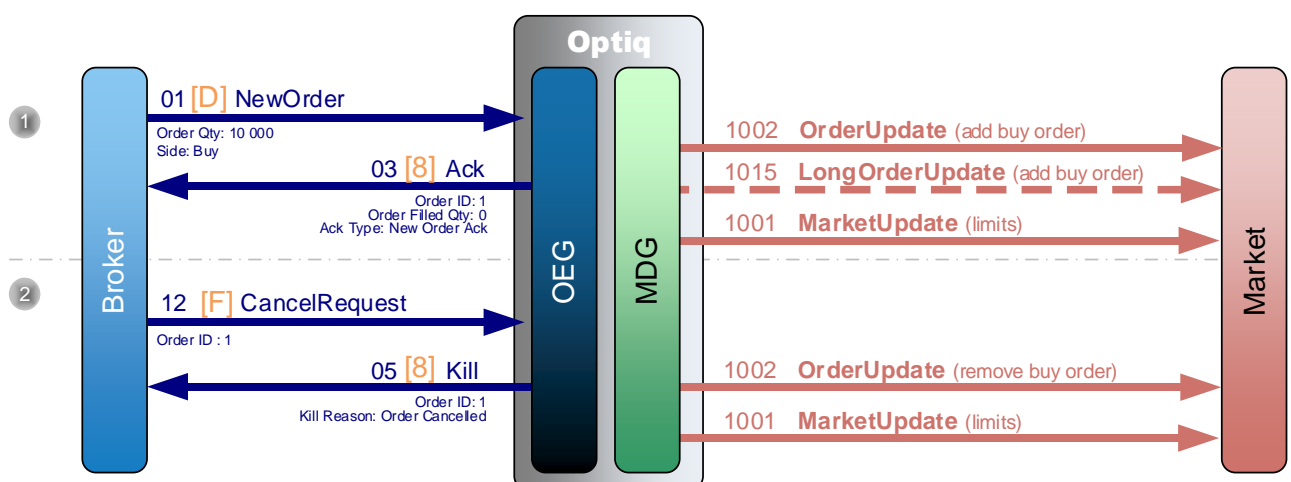 Optiq
1
01 [D] NewOrder
Order Qty: 10 000
Side: Buy
1002 OrderUpdate (add buy order)
03 [8] Ack
Order ID: 1
Order Filled Qty: 0
Ack Type: New Order Ack
1015 LongOrderUpdate (add buy order)
1001 MarketUpdate (limits)
Broker
OEG
MDG
Market
2
12 [F] CancelRequest
Order ID : 1
05 [8] Kill
Order ID: 1
Kill Reason: Order Cancelled
1002 OrderUpdate (remove buy order)
1001 MarketUpdate (limits)